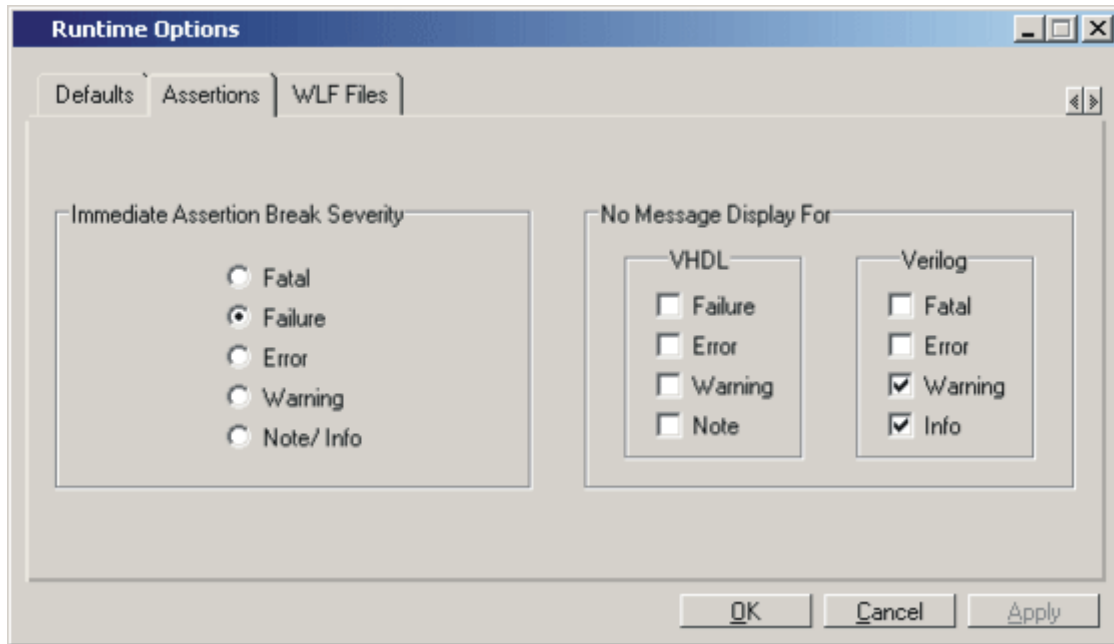 Runtime Options
Defaults
Assertions
WLF Files
Immediate Assertion Break Severity
Fatal
Failure
Error
Warning
Note/ Info
No Message Display For
VHDL
Failure
Error
Warning
Note
Verilog
Fatal
Error
Warning
Info
OK
Cancel
Apply